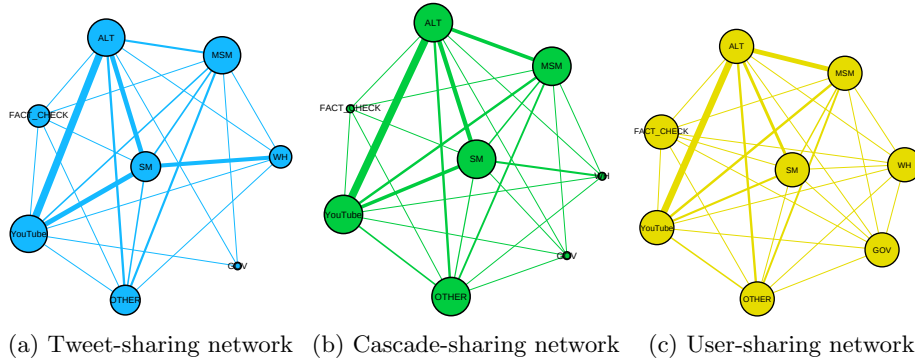 ALT
MSM
FACT_CHECK
SM
WH
YouTube
GOV
OTHER
ALT
MSM
FACT_CHECK
SM
WH
YouTube
GOV
OTHER
ALT
MSM
FACT_CHECK
SM
WH
YouTube
GOV
OTHER
(a) Tweet-sharing network (b) Cascade-sharing network (c) User-sharing network